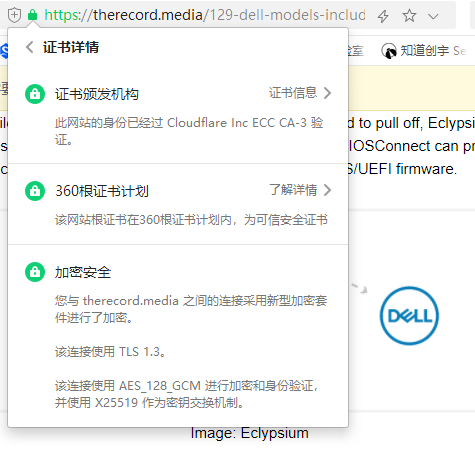 https://therecord.media/129-dell-models-includ
证书详情
验室
知道创宇 Se
证书颁发机构
证书信息
此网站的身份已经过 Cloudflare Inc ECC CA-3 验
证。
d to pull off, Eclypsi
IOSConnect can pr
S/UEFI firmware.
360根证书计划
了解详情
该网站根证书在360根证书计划内，为可信安全证书
加密安全
您与 therecord.media 之间的连接采用新型加密套
件进行了加密。
该连接使用 TLS 1.3。
该连接使用 AES_128_GCM 进行加密和身份验证，
并使用 X25519 作为密钥交换机制。
DELL
Image: Eclypsium